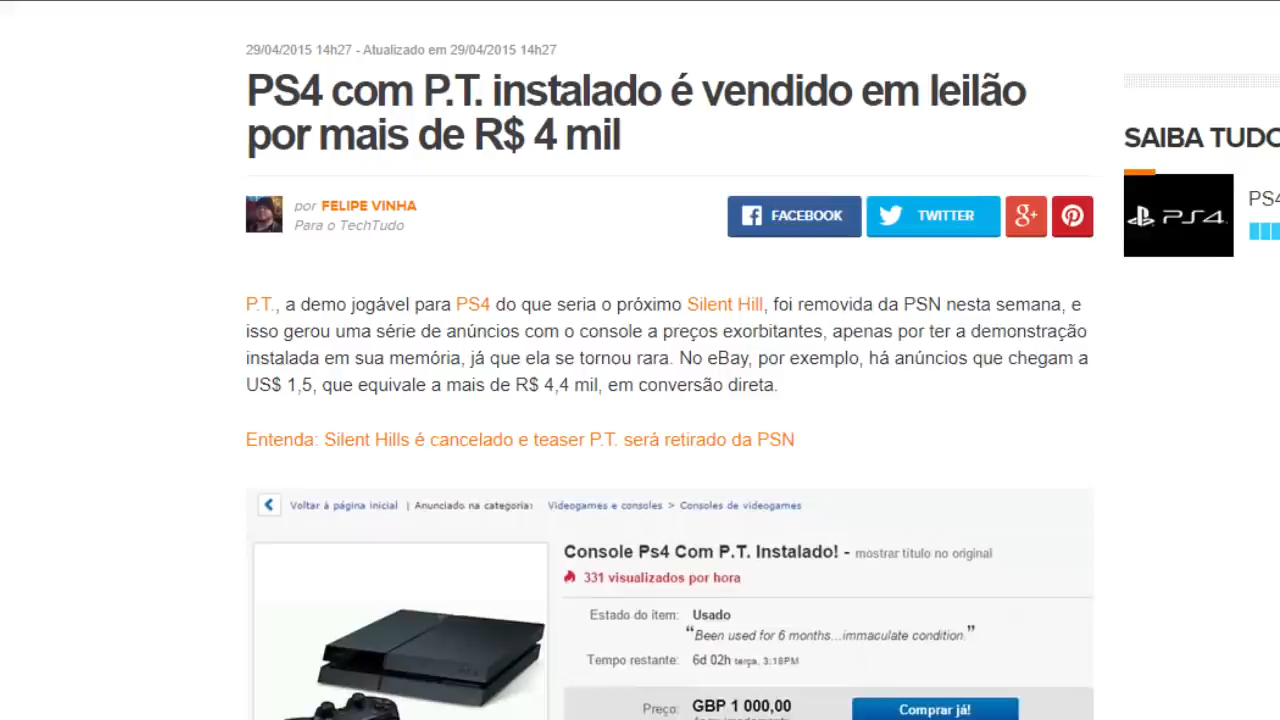 29/04/2015 14h27 - Atualizado em 29/04/2015 14h27
PS4 com P.T. instalado é vendido em leilão
por mais de R$ 4 mil
por FELIPE VINHA
Para o TechTudo
FACEBOOK
TWITTER
g+
SAIBA TUDO
PS4
PS4
P.T., a demo jogável para PS4 do que seria o próximo Silent Hill, foi removida da PSN nesta semana, e
isso gerou uma série de anúncios com o console a preços exorbitantes, apenas por ter a demonstração
instalada em sua memória, já que ela se tornou rara. No eBay, por exemplo, há anúncios que chegam a
US$ 1,5, que equivale a mais de R$ 4,4 mil, em conversão direta.
Entenda: Silent Hills é cancelado e teaser P.T. será retirado da PSN
Voltar à página inicial | Anunciado na categoria: Videogames e consoles > Consoles de videogames
Console Ps4 Com P.T. Instalado! - mostrar título no original
331 visualizados por hora
Estado do item: Usado
“Been used for 6 months...immaculate condition.”
Tempo restante: 6d 02h terça, 3:18PM
Preço: GBP 1 000,00
Comprar já!